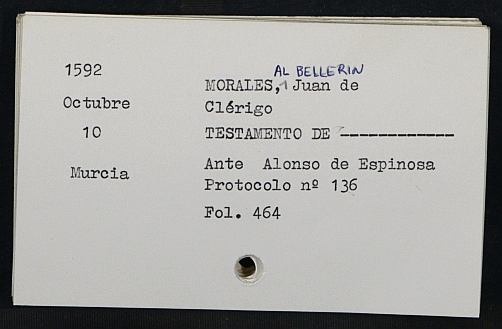 1592
AL BELLERIN
MORALES, Juan de
Octubre
Clérigo
10
TESTAMENTO DE ------------
Murcia
Ante Alonso de Espinosa
Protocolo nº 136
Fol. 464